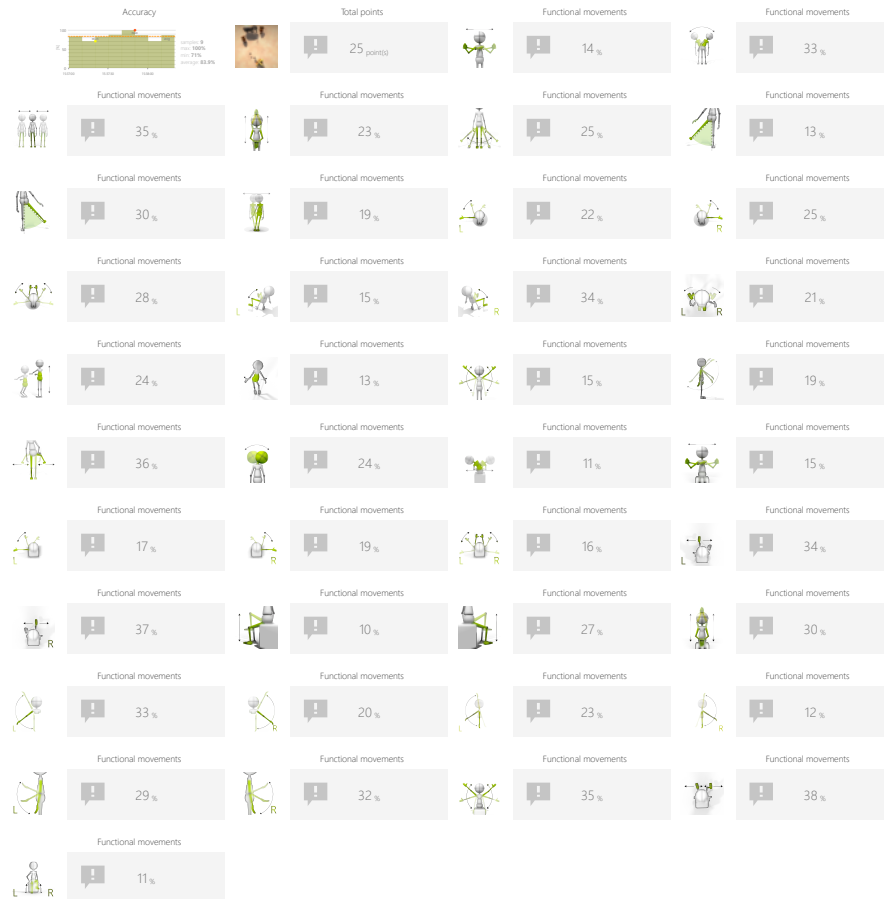 Accuracy
Total points
Functional movements
Functional movements
100
50
0
samples: 6
max: 100%
min: 71%
average: 83.9%
25 point(s)
14 %
33 %
Functional movements
Functional movements
Functional movements
Functional movements
35 %
23 %
25 %
13 %
Functional movements
Functional movements
Functional movements
Functional movements
30 %
19 %
22 %
25 %
L
R
Functional movements
Functional movements
Functional movements
Functional movements
28 %
15 %
34 %
21 %
L
R
L R
Functional movements
Functional movements
Functional movements
Functional movements
24 %
13 %
15 %
19 %
Functional movements
Functional movements
Functional movements
Functional movements
36 %
24 %
11 %
15 %
Functional movements
Functional movements
Functional movements
Functional movements
17 %
19 %
16 %
34 %
L
R
L R
L
Functional movements
Functional movements
Functional movements
Functional movements
37 %
10 %
27 %
30 %
R
Functional movements
Functional movements
Functional movements
Functional movements
33 %
20 %
23 %
12 %
L
R
L
R
Functional movements
Functional movements
Functional movements
Functional movements
29 %
32 %
35 %
38 %
L
R
Functional movements
11 %
L R